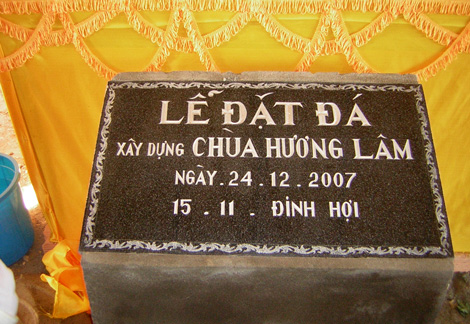 LỄ ĐẶT ĐÁ
XÂY DỰNG CHÙA HƯƠNG LÂM
NGÀY. 24 . 12 . 2007
15 . 11 . ĐINH HỢI